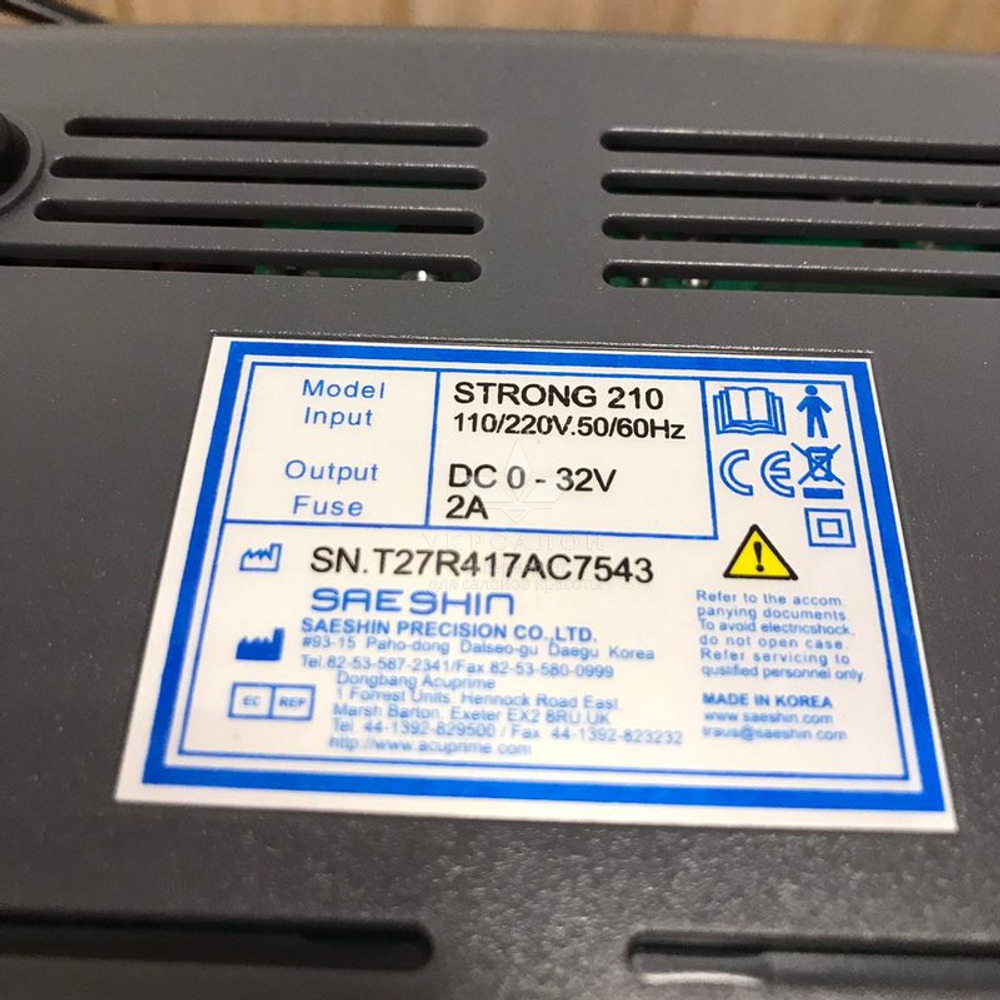 Model STRONG 210
Input 110/220V.50/60Hz
Output DC 0 - 32V
Fuse 2A
CE
SN.T27R417AC7543
УКРСАЛОН
для салонов красоты
SAESHIN
SAESHIN PRECISION CO.,LTD.
#93-15 Paho-dong Dalseo-gu Daegu Korea
Tel.82-53-587-2341/Fax 82-53-580-0999
EC REP
Dongbang Acuprime
1 Forrest Units, Hennock Road East.
Marsh Barton, Exeter EX2 8RU.UK
Tel 44-1392-829500 / Fax 44-1392-823232
http://www.acuprime.com
Refer to the accom
panying documents.
To avoid electricshock,
do not open case.
Refer servicing to
qualified personnel only.
MADE IN KOREA
www.saeshin.com
traus@saeshin.com